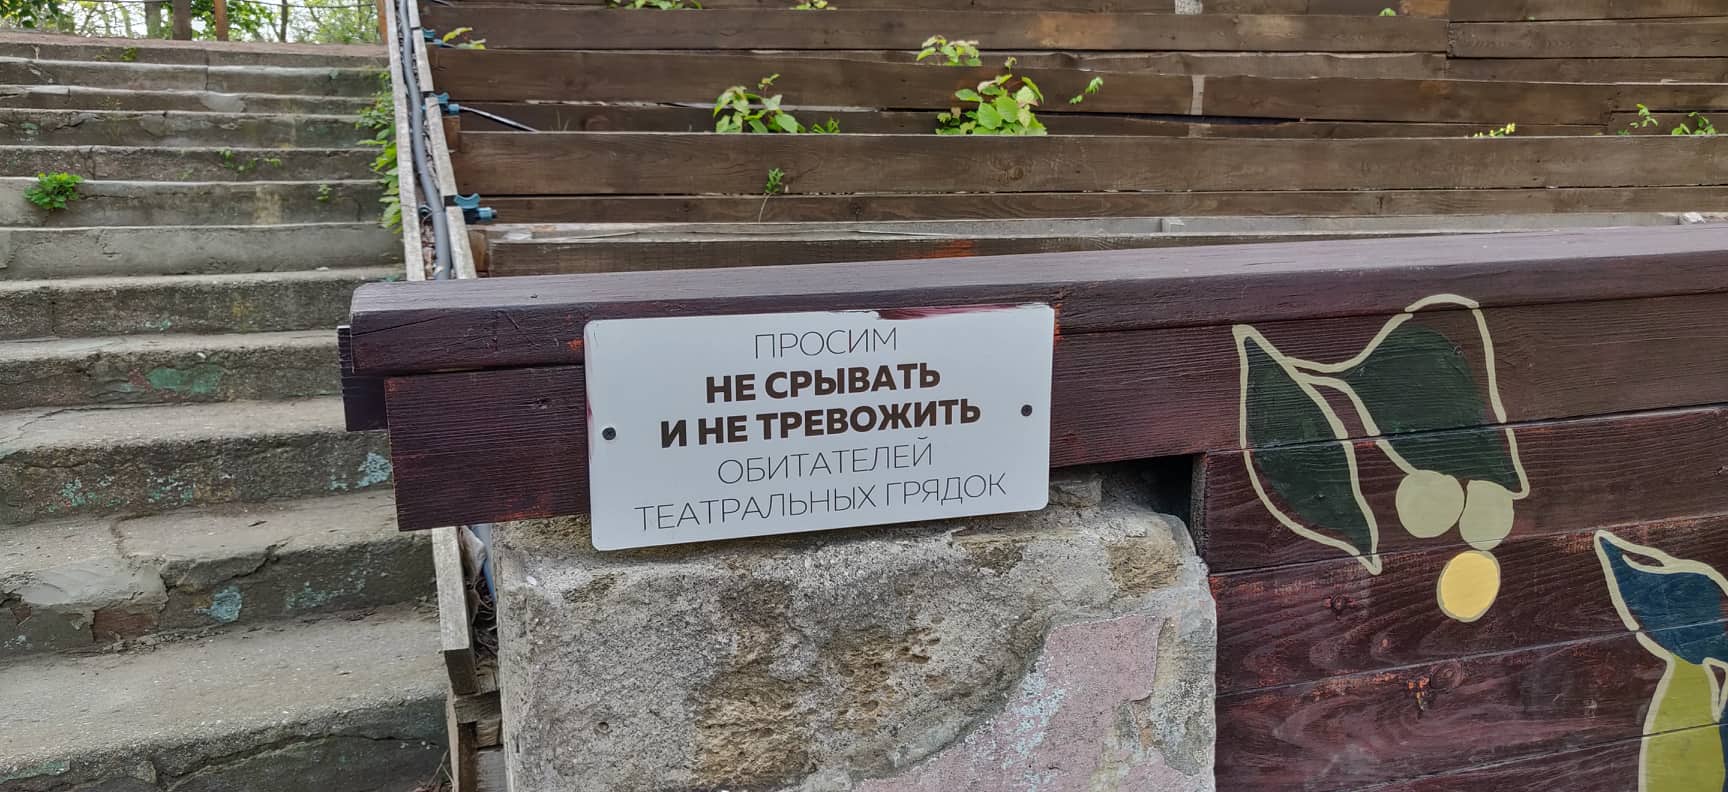 ПРОСИМ
НЕ СРЫВАТЬ
И НЕ ТРЕВОЖИТЬ
ОБИТАТЕЛЕЙ
ТЕАТРАЛЬНЫХ ГРЯДОК